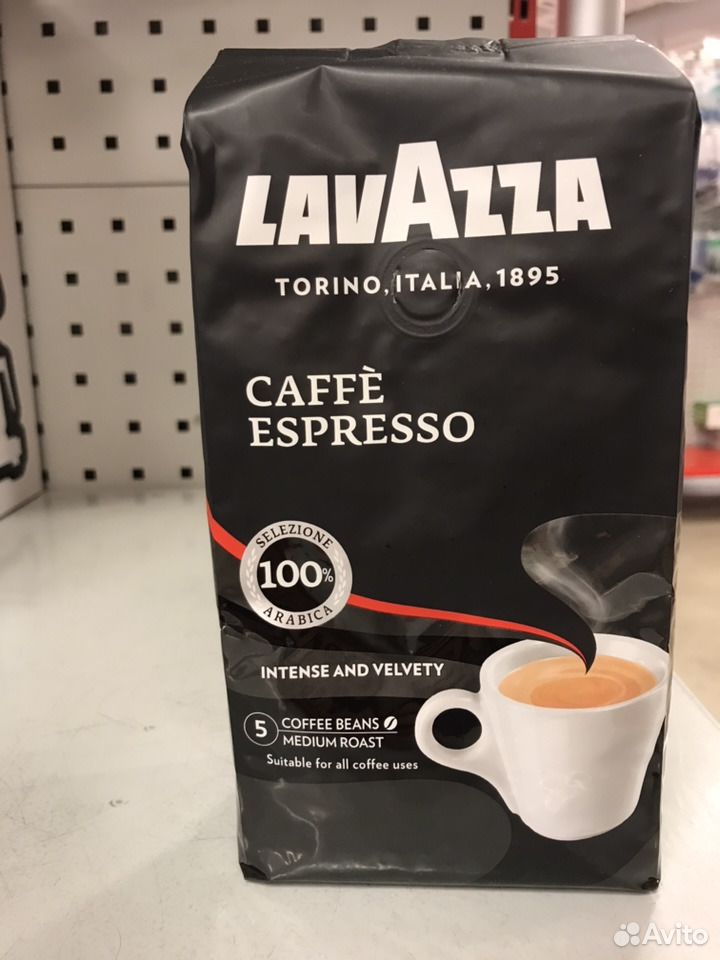 LAVAZZA
TORINO, ITALIA, 1895
CAFFÈ
ESPRESSO
SELEZIONE
100%
ARABICA
INTENSE AND VELVETY
5 COFFEE BEANS
MEDIUM ROAST
Suitable for all coffee uses
Avito